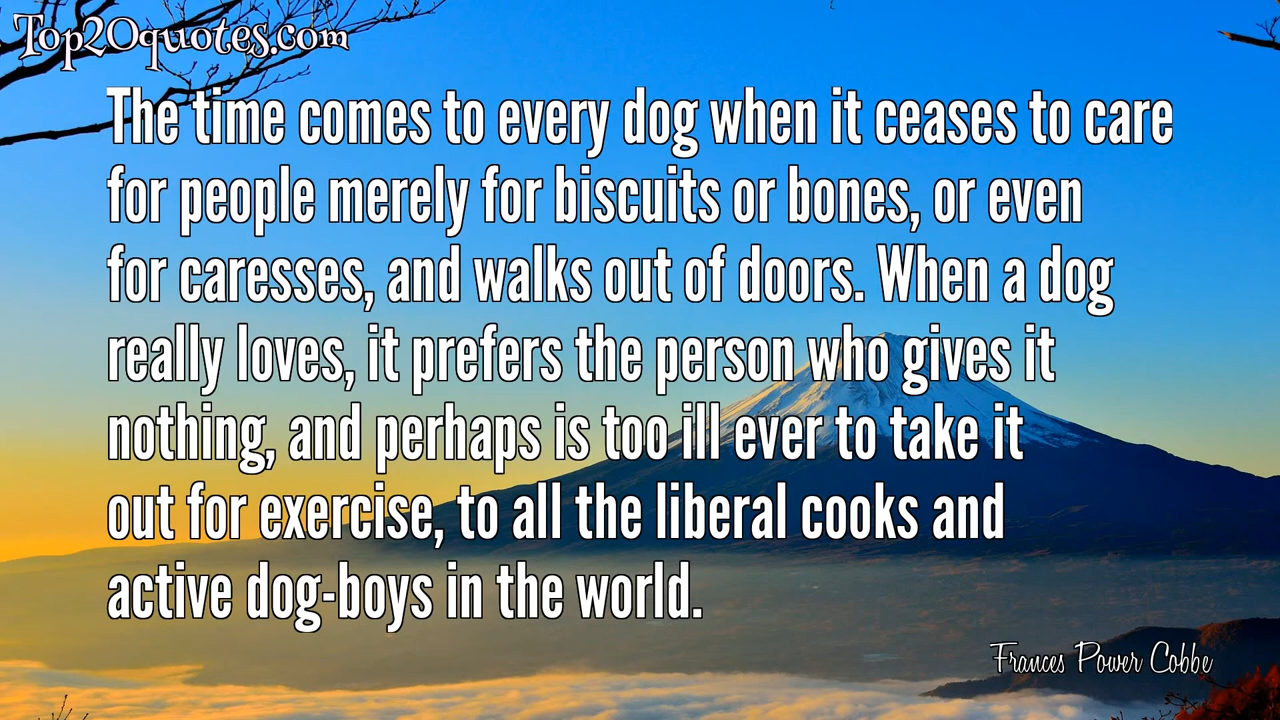 Top20quotes.com
The time comes to every dog when it ceases to care
for people merely for biscuits or bones, or even
for caresses, and walks out of doors. When a dog
really loves, it prefers the person who gives it
nothing, and perhaps is too ill ever to take it
out for exercise, to all the liberal cooks and
active dog-boys in the world.
Frances Power Cobbe